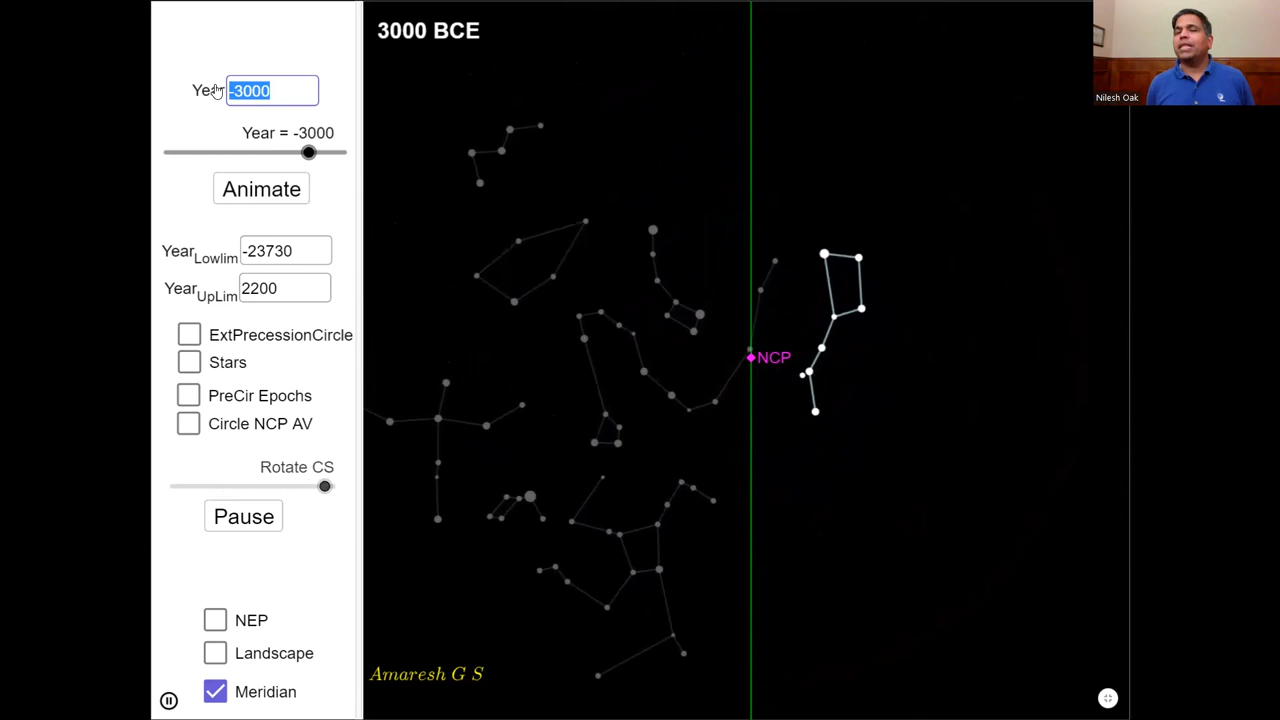 3000 BCE
Nilesh Oak
Year -3000
Year = -3000
Animate
YearLowlim -23730
YearUpLim 2200
ExtPrecessionCircle
Stars
PreCir Epochs
Circle NCP AV
NCP
Rotate CS
Pause
NEP
Landscape
Meridian
Amaresh G S